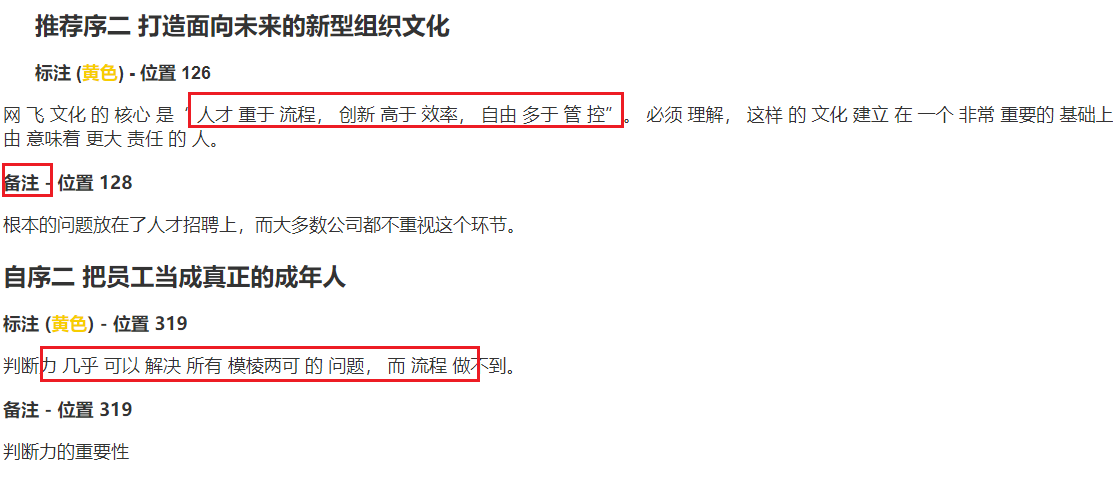 推荐序二 打造面向未来的新型组织文化
标注 (黄色) - 位置 126
网 飞 文化 的 核心 是 “ 人才 重于 流程， 创新 高于 效率， 自由 多于 管 控” 。 必须 理解， 这样 的 文化 建立 在 一个 非常 重要的 基础上
由 意味着 更大 责任 的 人。
备注 - 位置 128
根本的问题放在了人才招聘上，而大多数公司都不重视这个环节。
自序二 把员工当成真正的成年人
标注 (黄色) - 位置 319
判断力 几乎 可以 解决 所有 模棱两可 的 问题， 而 流程 做不到。
备注 - 位置 319
判断力的重要性